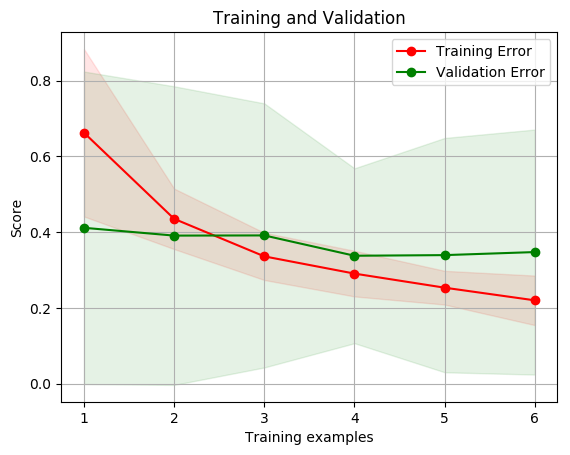 Training and Validation
Training Error
Validation Error
Score
0.8
0.6
0.4
0.2
0.0
1 2 3 4 5 6
Training examples